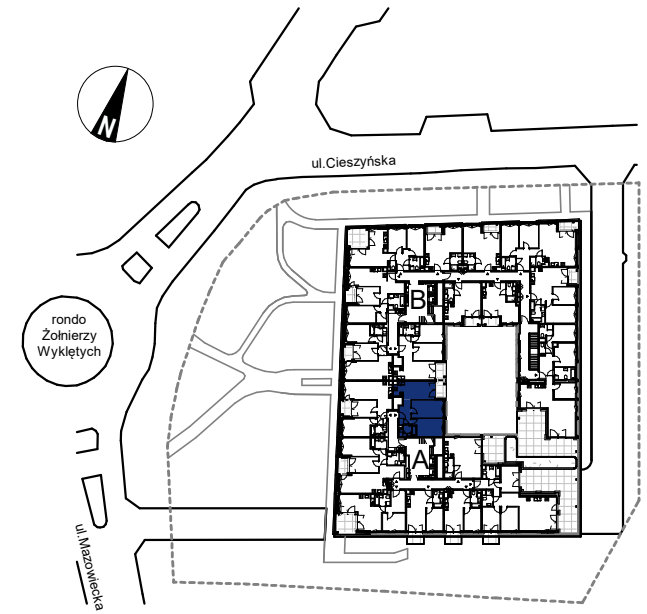 N
ul.Cieszyńska
B
rondo
Żołnierzy
Wyklętych
A
ul.Mazowiecka